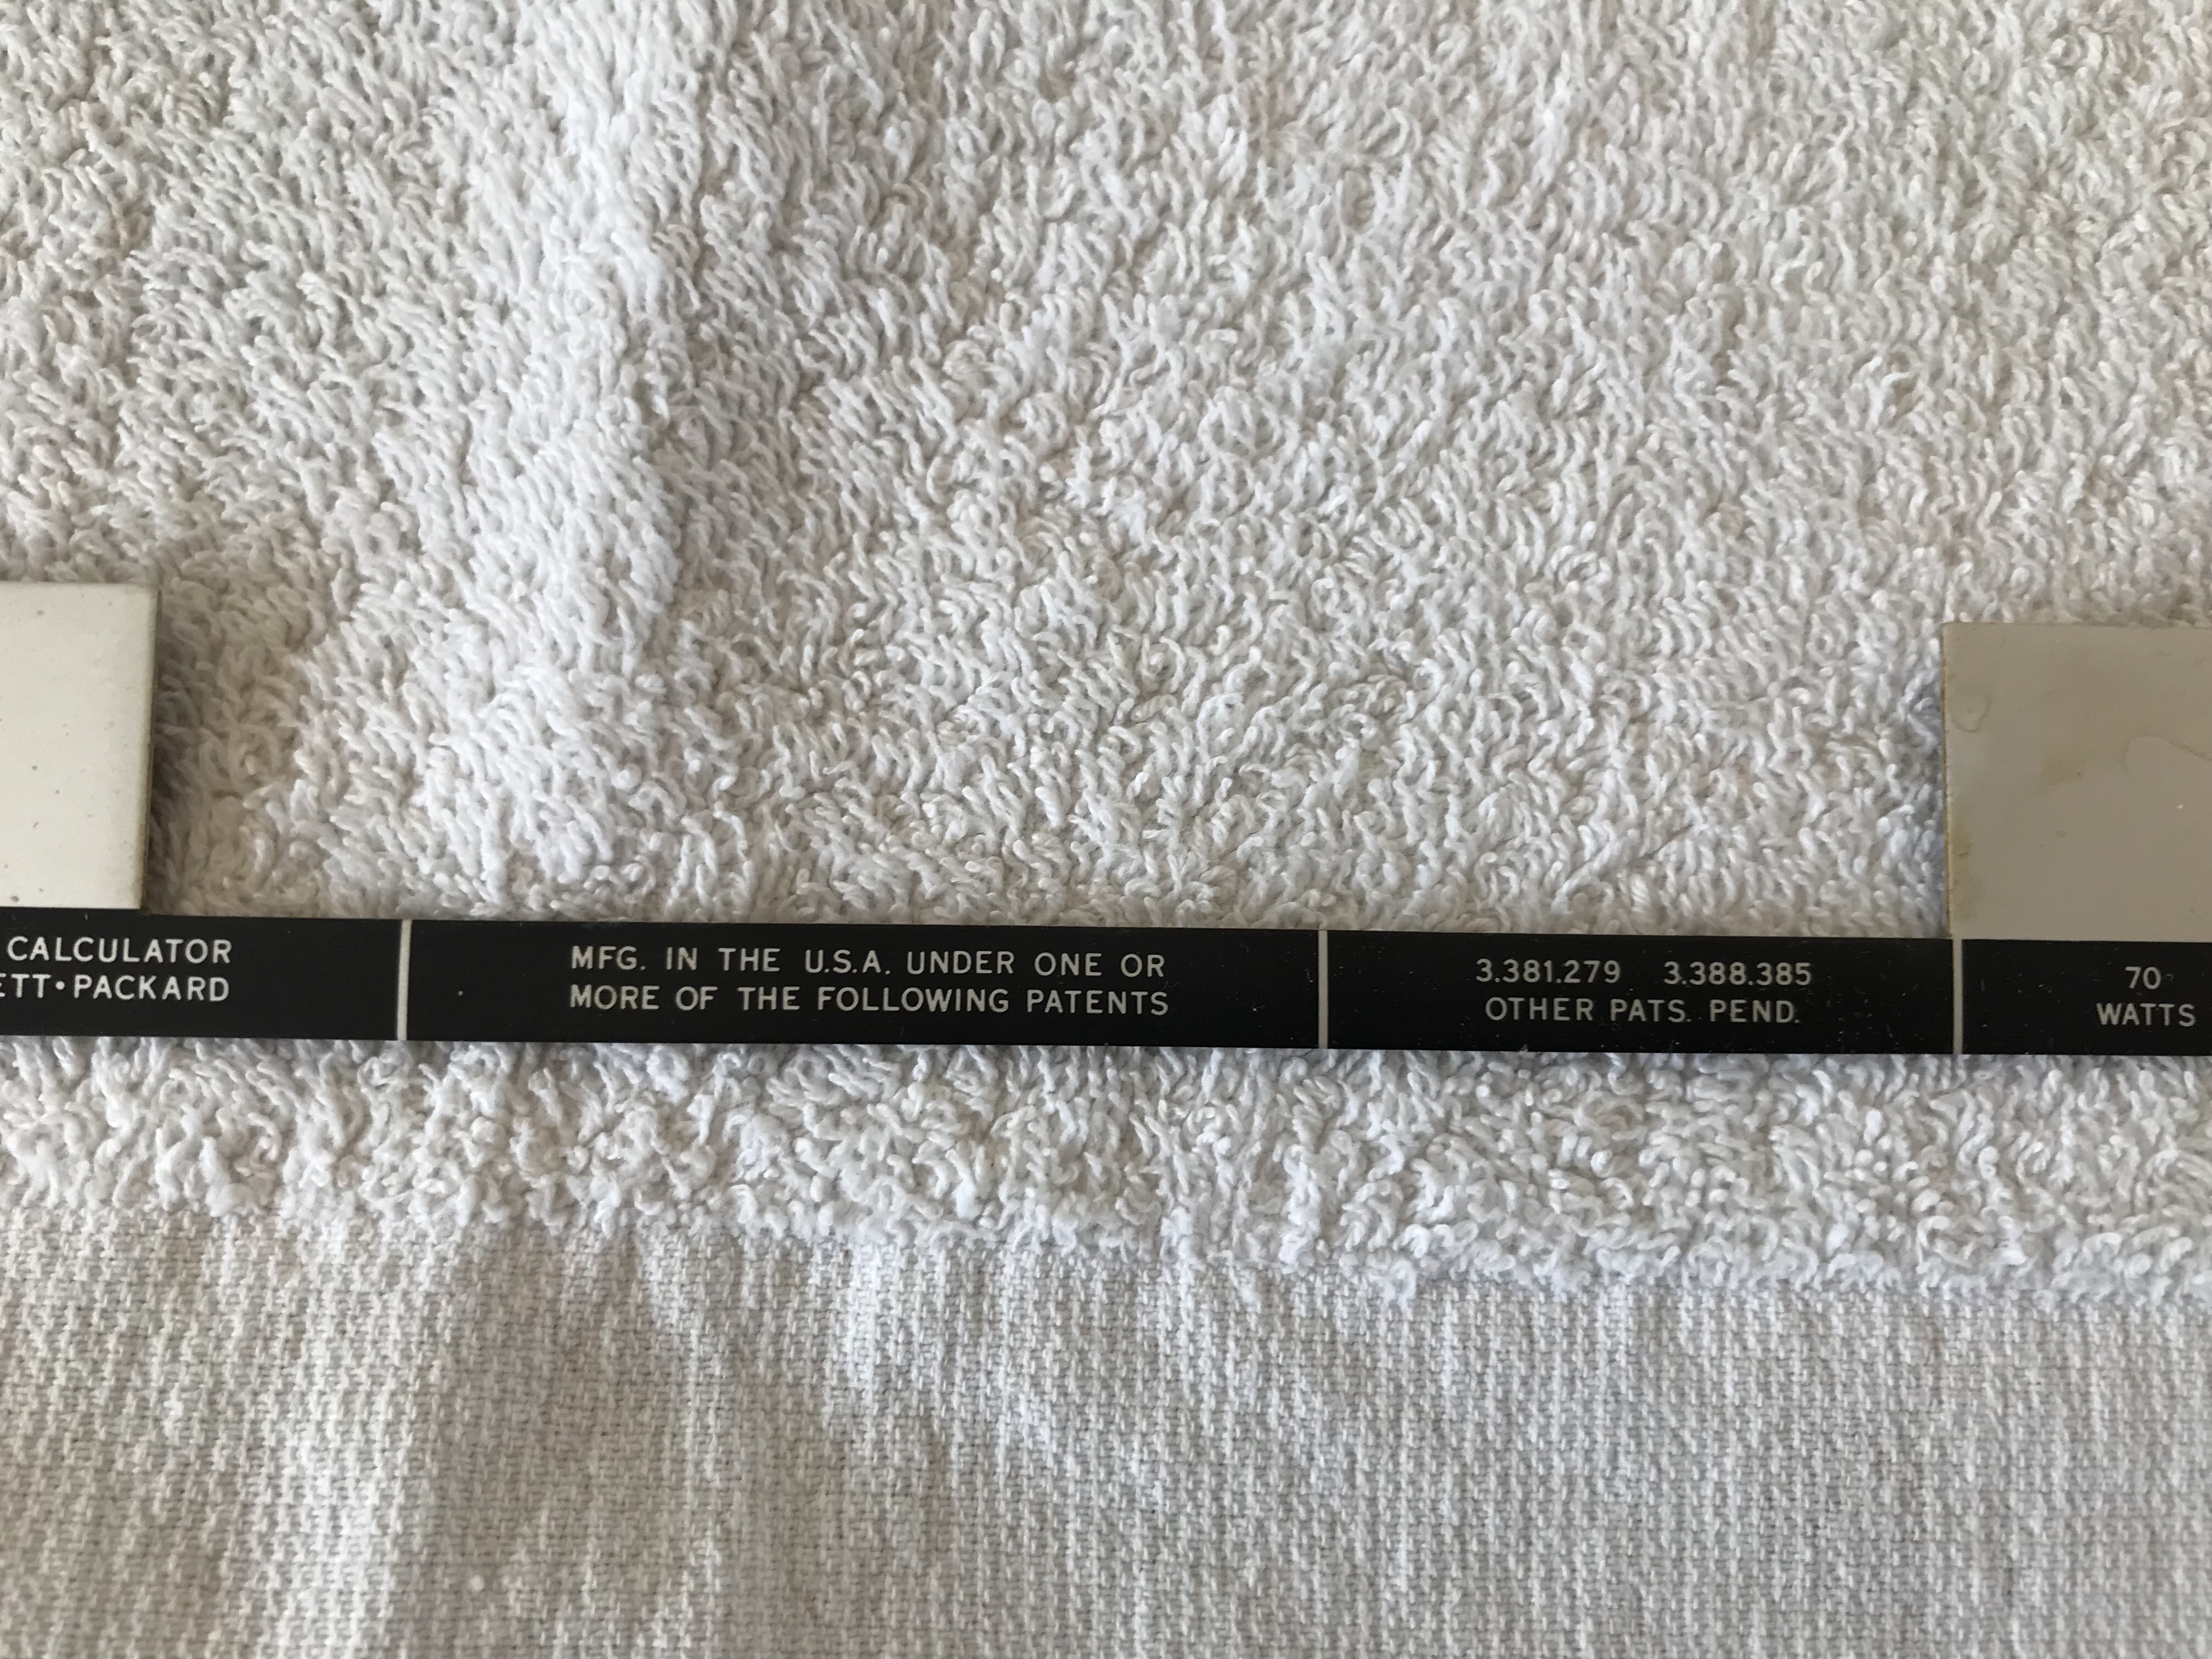 CALCULATOR
ETT•PACKARD
MFG. IN THE U.S.A. UNDER ONE OR
MORE OF THE FOLLOWING PATENTS
3.381.279 3.388.385
OTHER PATS. PEND.
70
WATTS